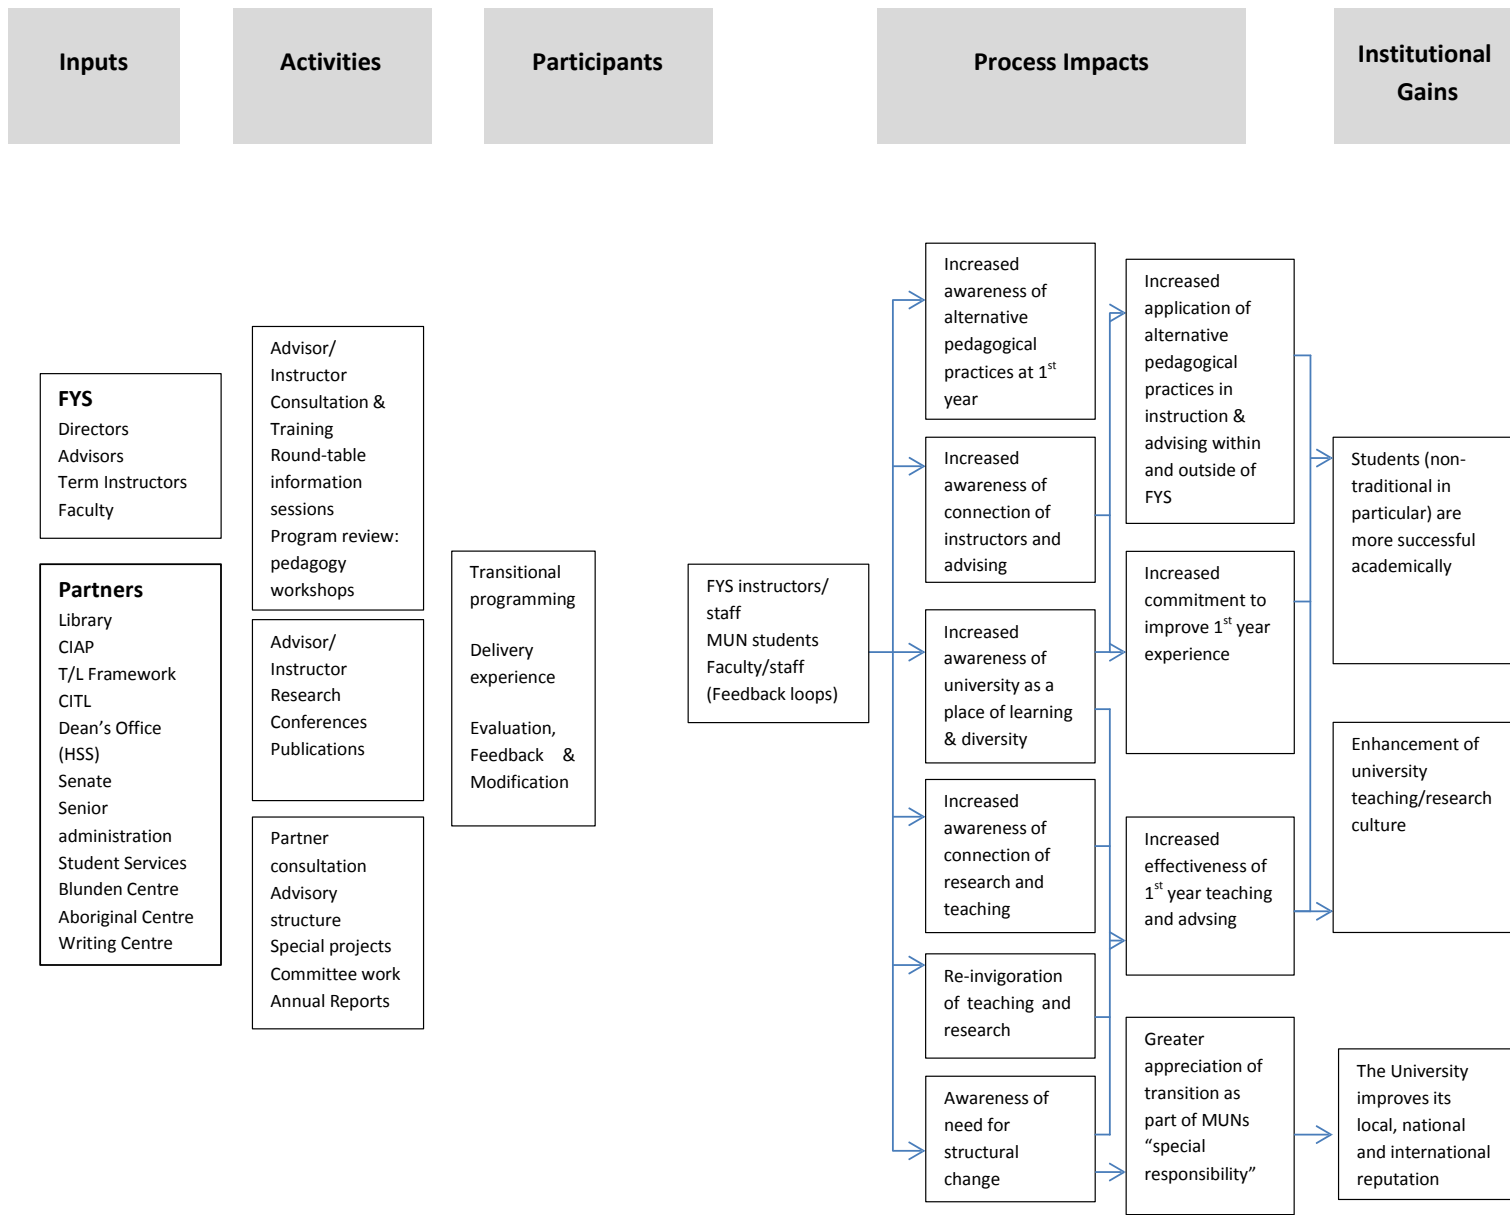 Inputs
Activities
Participants
Process Impacts
Institutional
Gains
FYS
Directors
Advisors
Term Instructors
Faculty
Partners
Library
CIAP
T/L Framework
CITL
Dean’s Office
(HSS)
Senate
Senior
administration
Student Services
Blunden Centre
Aboriginal Centre
Writing Centre
Advisor/
Instructor
Consultation &
Training
Round-table
information
sessions
Program review:
pedagogy
workshops
Advisor/
Instructor
Research
Conferences
Publications
Partner
consultation
Advisory
structure
Special projects
Committee work
Annual Reports
Transitional
programming
Delivery
experience
Evaluation,
Feedback &
Modification
FYS instructors/
staff
MUN students
Faculty/staff
(Feedback loops)
Increased
awareness of
alternative
pedagogical
practices at 1st
year
Increased
awareness of
connection of
instructors and
advising
Increased
awareness of
university as a
place of learning
& diversity
Increased
awareness of
connection of
research and
teaching
Re-invigoration
of teaching and
research
Awareness of
need for
structural
change
Increased
application of
alternative
pedagogical
practices in
instruction &
advising within
and outside of
FYS
Increased
commitment to
improve 1st year
experience
Increased
effectiveness of
1st year teaching
and advsing
Greater
appreciation of
transition as
part of MUNs
“special
responsibility”
Students (non-
traditional in
particular) are
more successful
academically
Enhancement of
university
teaching/research
culture
The University
improves its
local, national
and international
reputation